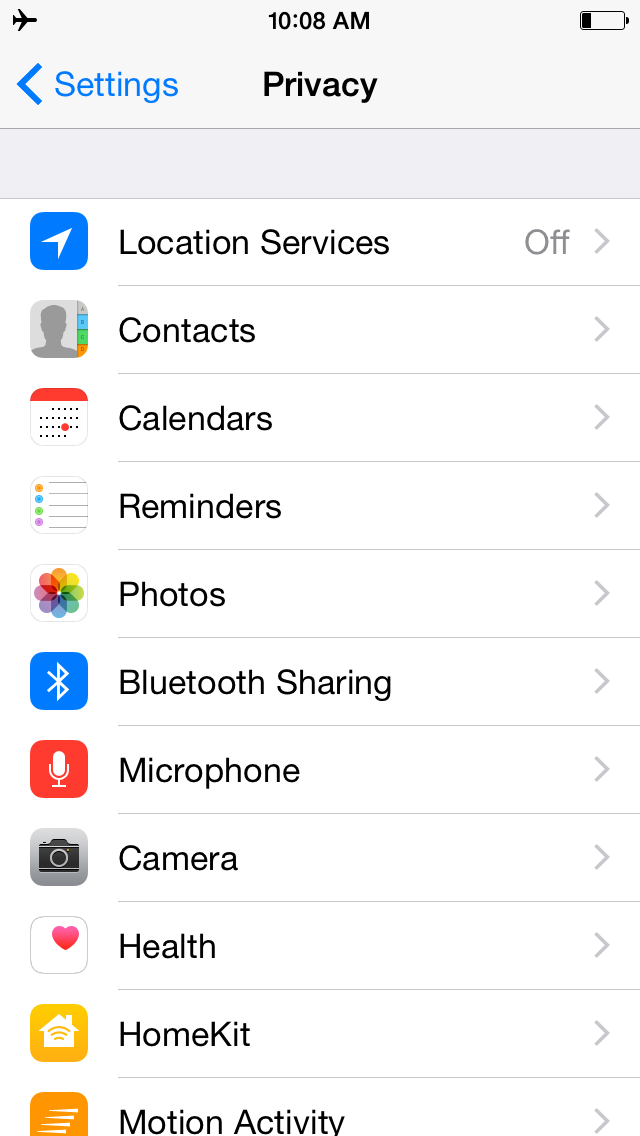 10:08 AM
Settings
Privacy
Location Services Off
Contacts
Calendars
Reminders
Photos
Bluetooth Sharing
Microphone
Camera
Health
HomeKit
Motion Activity